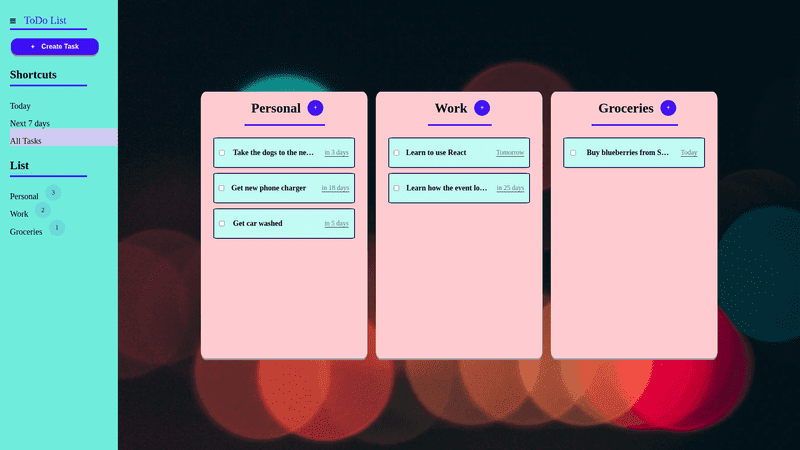 ToDo List
+ Create Task
Shortcuts
Today
Next 7 days
All Tasks
List
Personal 3
Work 2
Groceries 1
Personal +
Take the dogs to the ne... in 3 days
Get new phone charger in 18 days
Get car washed in 5 days
Work +
Learn to use React Tomorrow
Learn how the event lo... in 25 days
Groceries +
Buy blueberries from S... Today